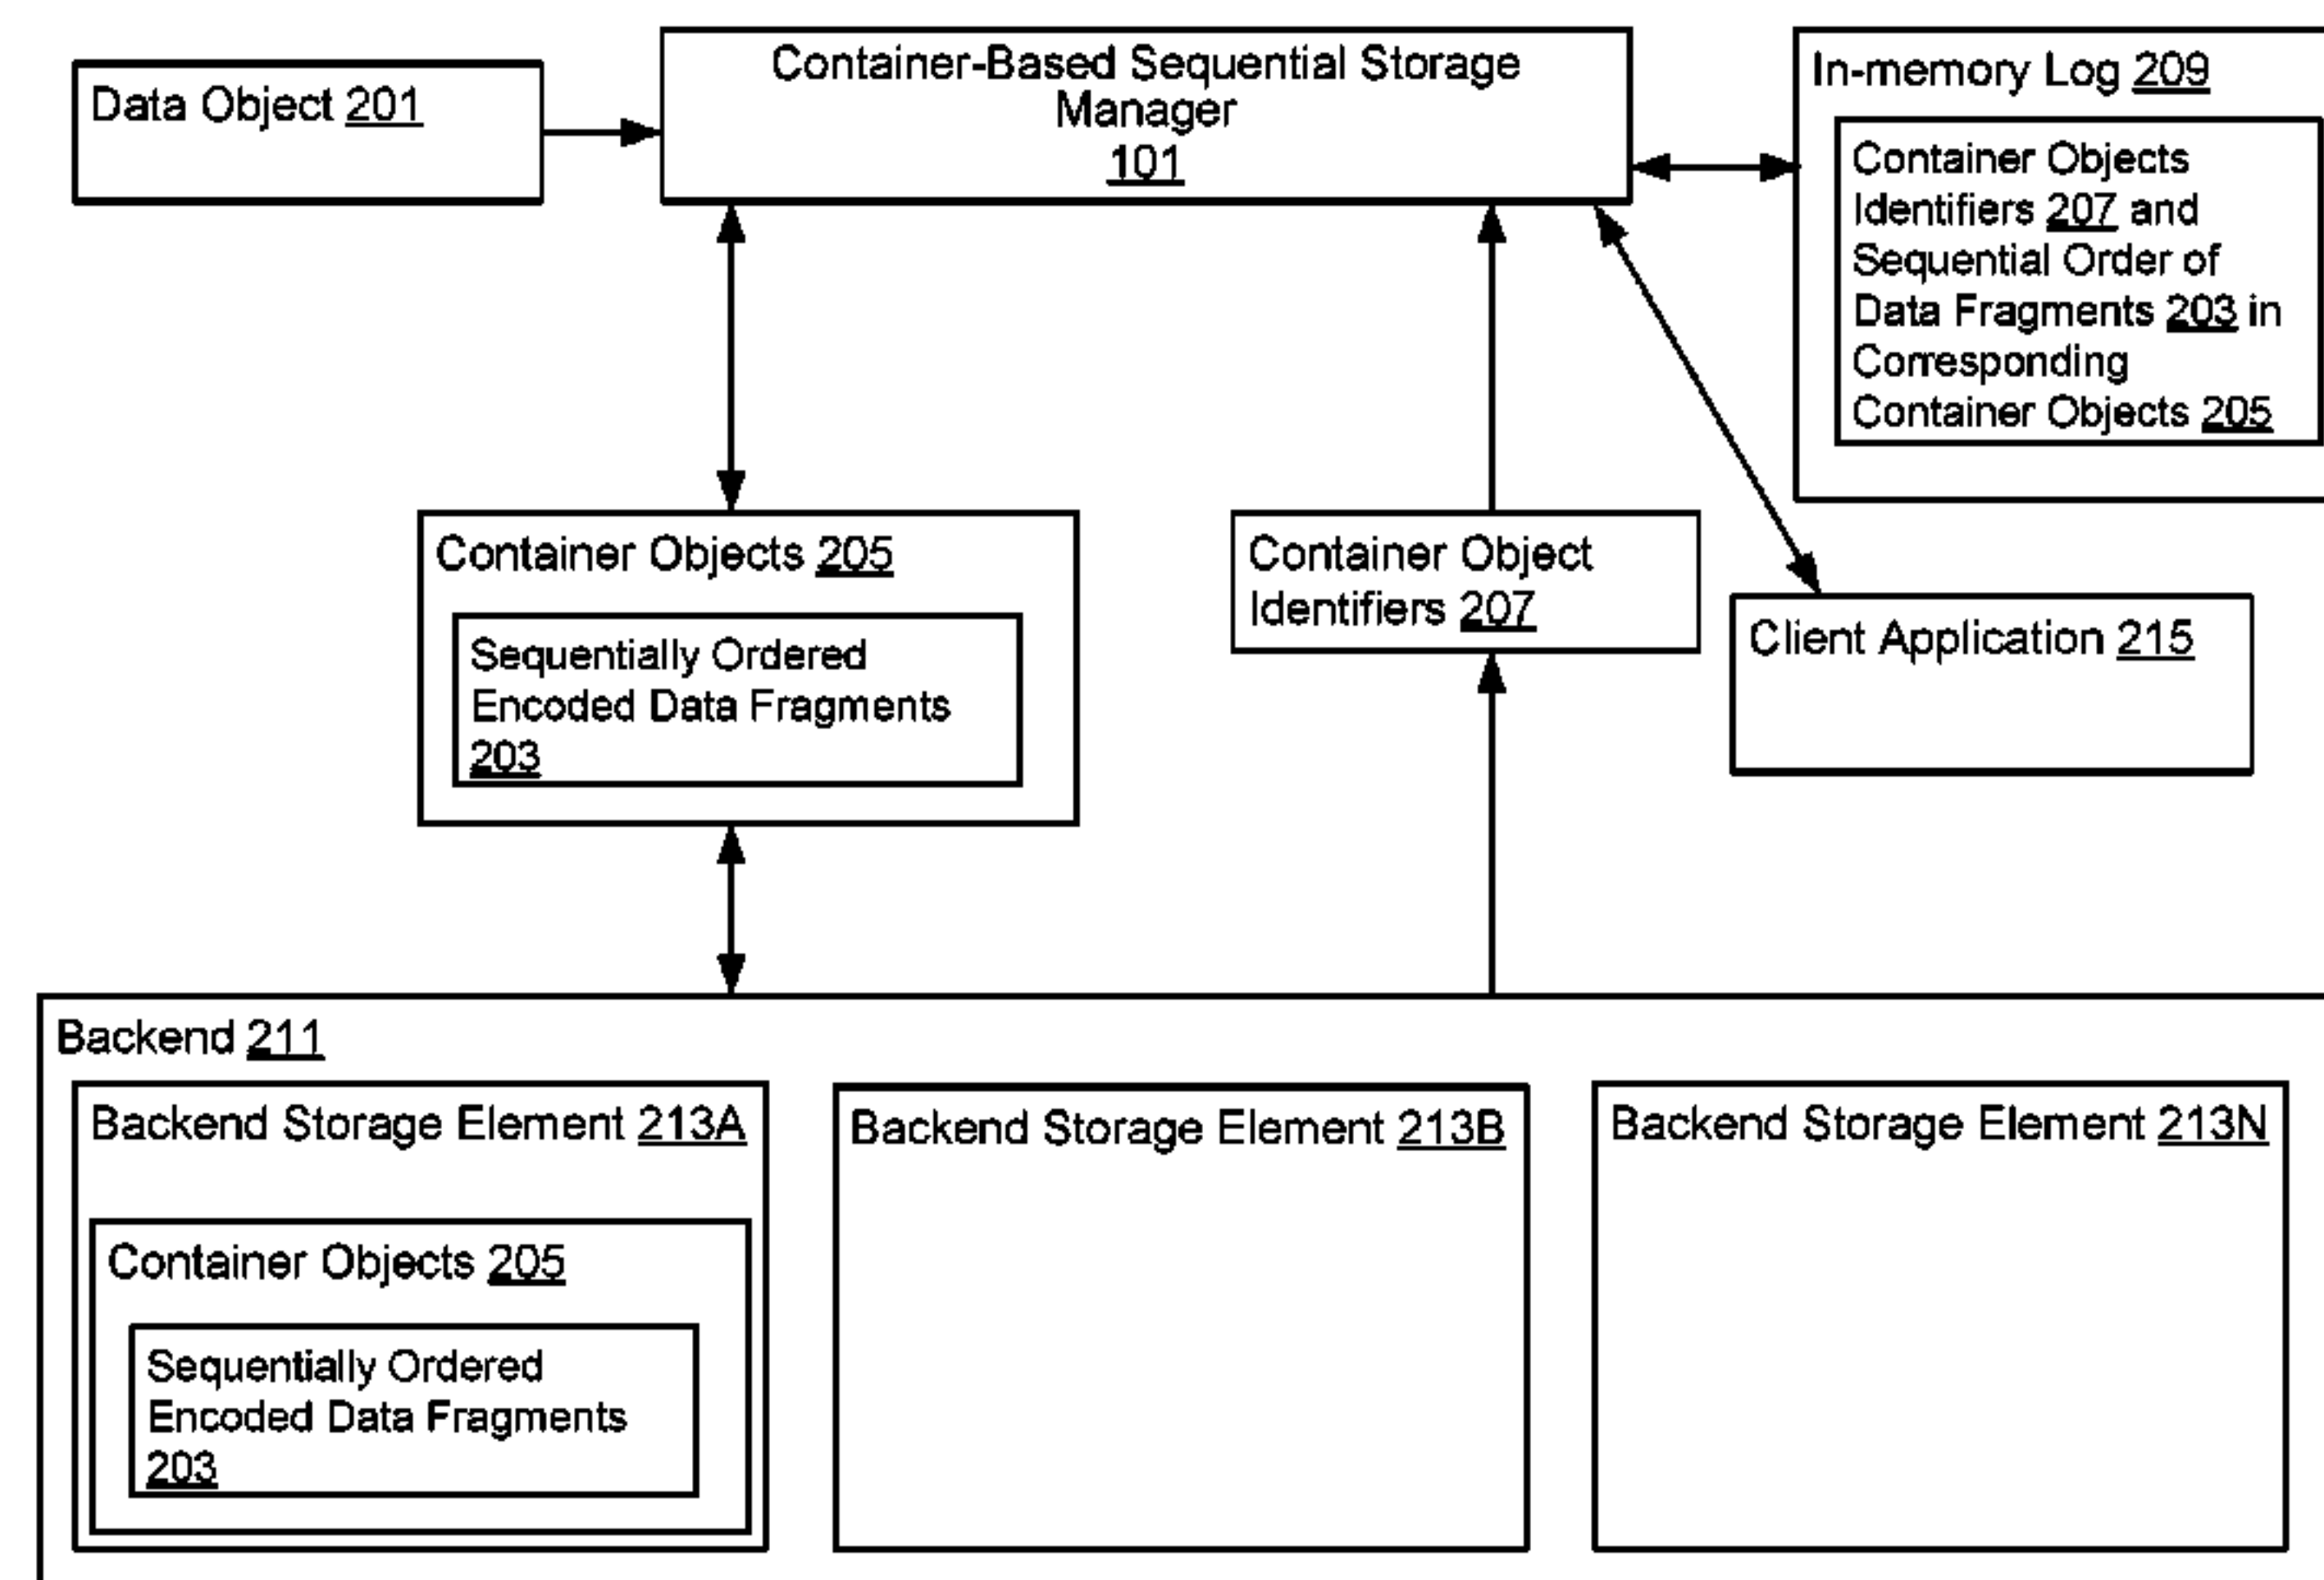 Data Object 201
Container-Based Sequential Storage
Manager
101
In-memory Log 209
Container Objects
Identifiers 207 and
Sequential Order of
Data Fragments 203 in
Corresponding
Container Objects 205
Container Objects 205
Sequentially Ordered
Encoded Data Fragments
203
Container Object
Identifiers 207
Client Application 215
Backend 211
Backend Storage Element 213A
Container Objects 205
Sequentially Ordered
Encoded Data Fragments
203
Backend Storage Element 213B
Backend Storage Element 213N